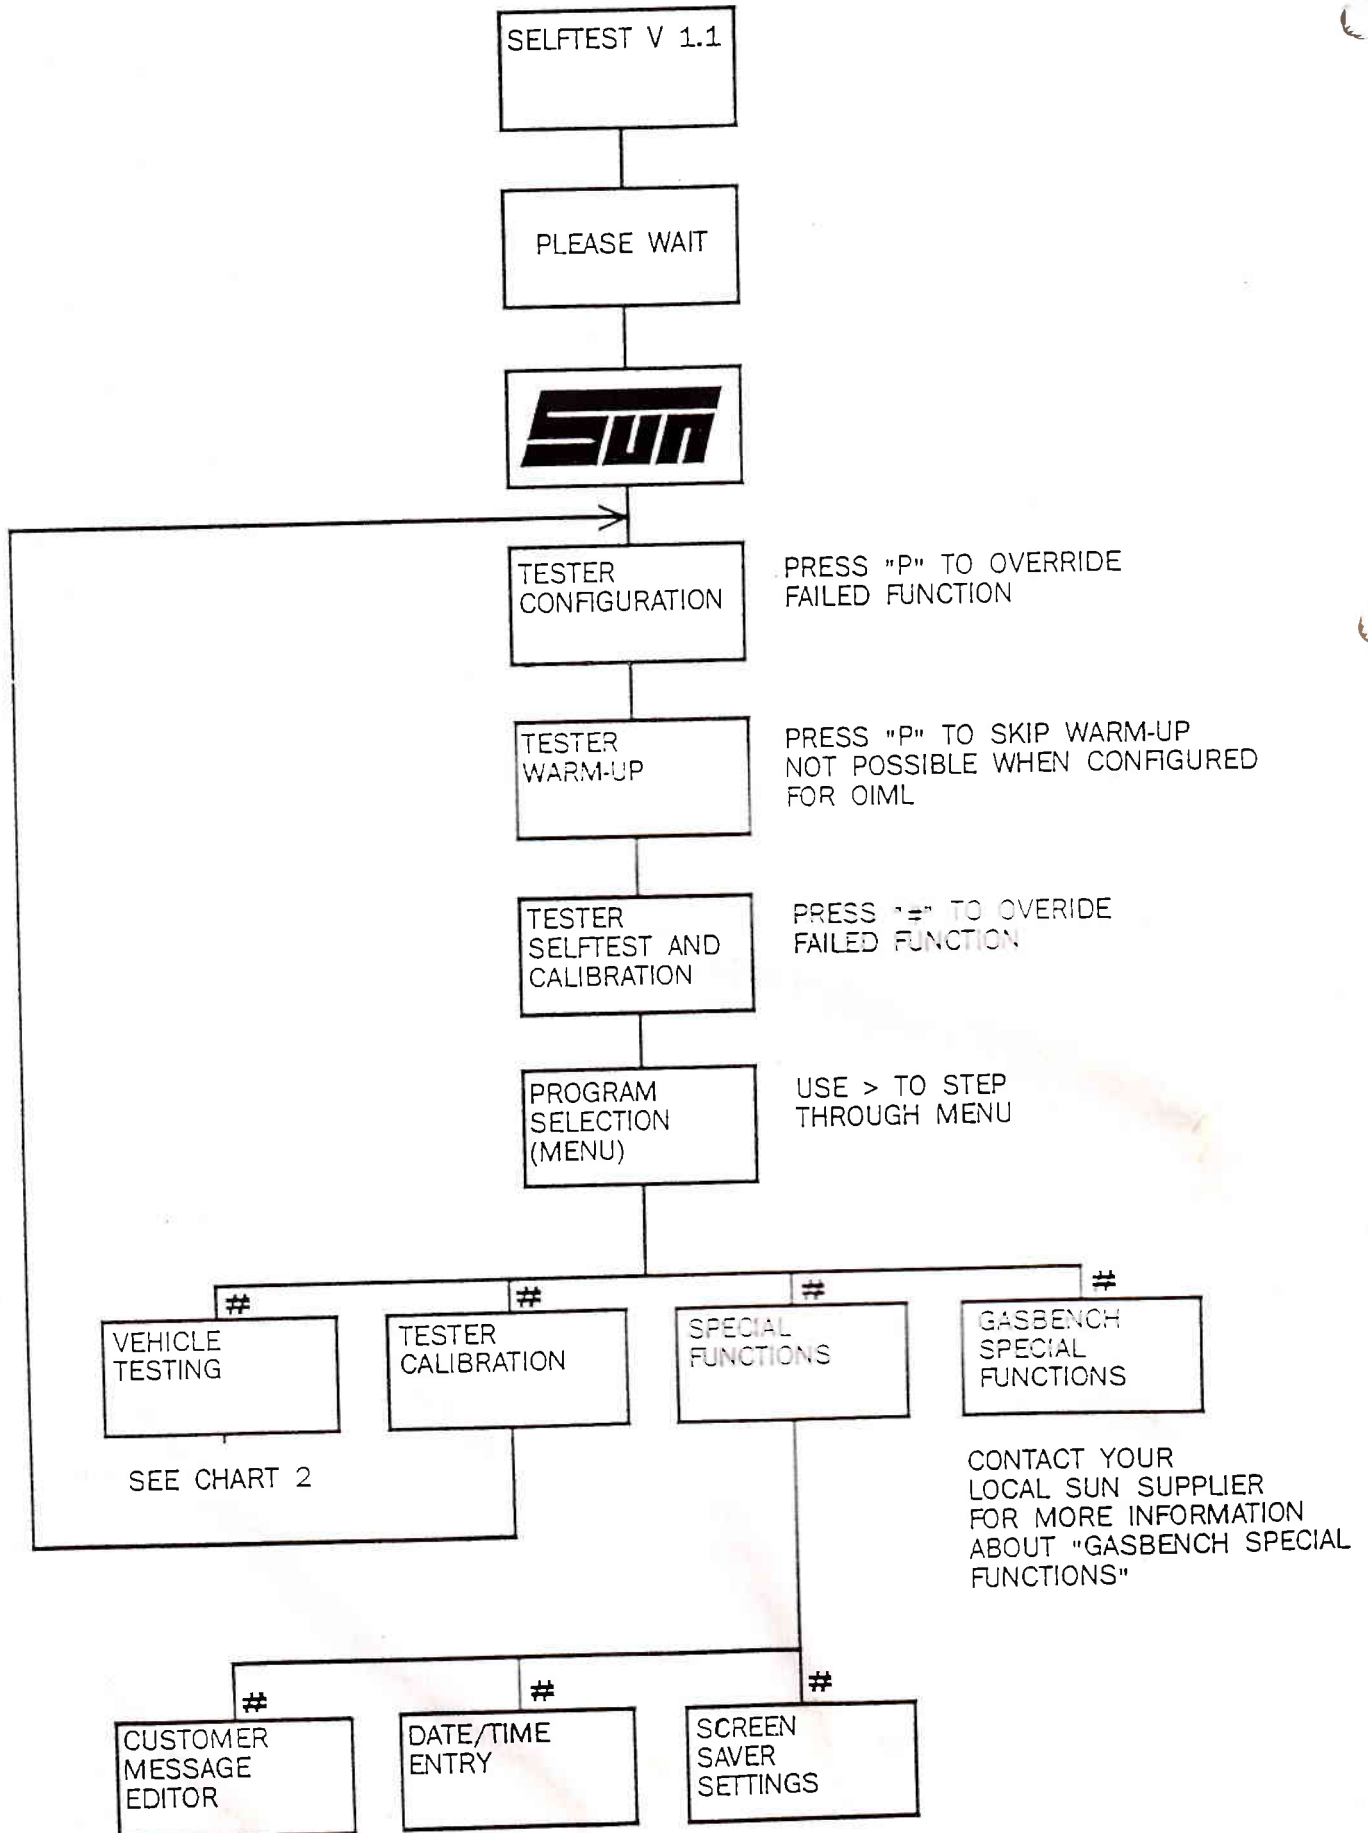 SELFTEST V 1.1
PLEASE WAIT
Sun
TESTER
CONFIGURATION
PRESS "P" TO OVERRIDE
FAILED FUNCTION
TESTER
WARM-UP
PRESS "P" TO SKIP WARM-UP
NOT POSSIBLE WHEN CONFIGURED
FOR OIML
TESTER
SELFTEST AND
CALIBRATION
PRESS "#" TO OVERIDE
FAILED FUNCTION
PROGRAM
SELECTION
(MENU)
USE > TO STEP
THROUGH MENU
#
VEHICLE
TESTING
SEE CHART 2
#
TESTER
CALIBRATION
#
SPECIAL
FUNCTIONS
#
GASBENCH
SPECIAL
FUNCTIONS
CONTACT YOUR
LOCAL SUN SUPPLIER
FOR MORE INFORMATION
ABOUT "GASBENCH SPECIAL
FUNCTIONS"
#
CUSTOMER
MESSAGE
EDITOR
#
DATE/TIME
ENTRY
#
SCREEN
SAVER
SETTINGS